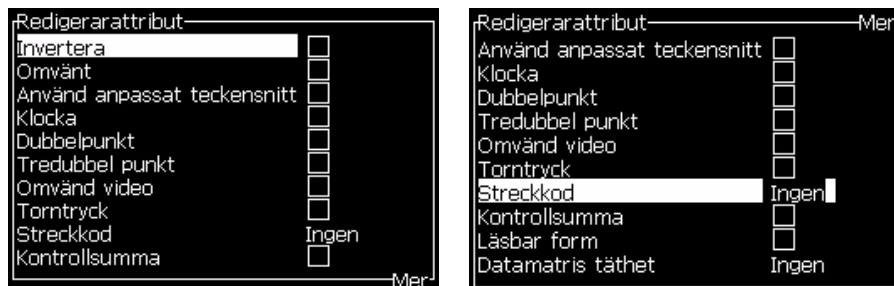 Redigerarattribut
Invertera
Omvänt
Använd anpassat teckensnitt
Klocka
Dubbelpunkt
Tredubbel punkt
Omvänd video
Torntryck
Streckkod Ingen
Kontrollsumma
Mer
Redigerarattribut Mer
Använd anpassat teckensnitt
Klocka
Dubbelpunkt
Tredubbel punkt
Omvänd video
Torntryck
Streckkod Ingen
Kontrollsumma
Läsbar form
Datamatris täthet Ingen